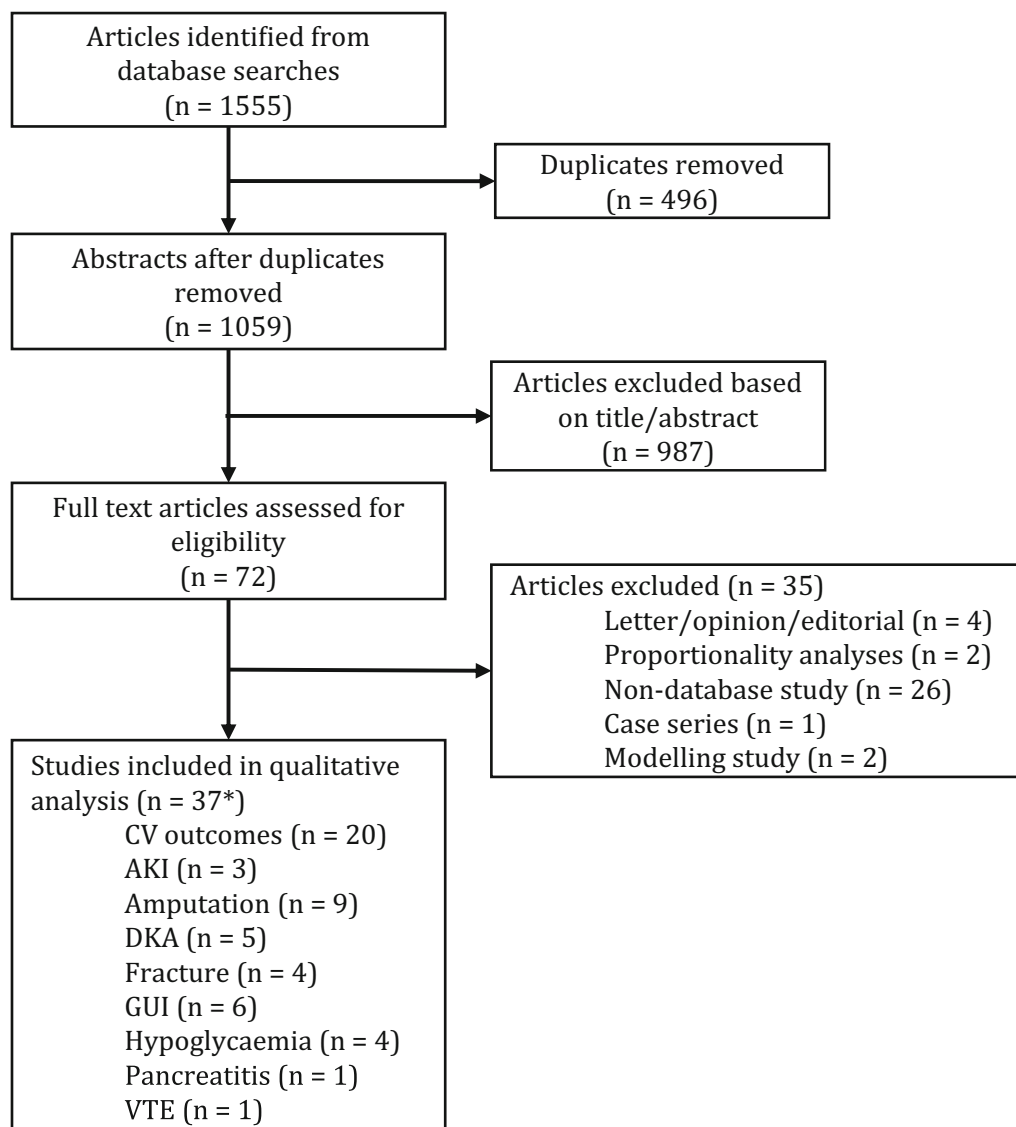 Articles identified from
database searches
(n = 1555)
Duplicates removed
(n = 496)
Abstracts after duplicates
removed
(n = 1059)
Articles excluded based
on title/abstract
(n = 987)
Full text articles assessed for
eligibility
(n = 72)
Articles excluded (n = 35)
Letter/opinion/editorial (n = 4)
Proportionality analyses (n = 2)
Non-database study (n = 26)
Case series (n = 1)
Modelling study (n = 2)
Studies included in qualitative
analysis (n = 37*)
CV outcomes (n = 20)
AKI (n = 3)
Amputation (n = 9)
DKA (n = 5)
Fracture (n = 4)
GUI (n = 6)
Hypoglycaemia (n = 4)
Pancreatitis (n = 1)
VTE (n = 1)